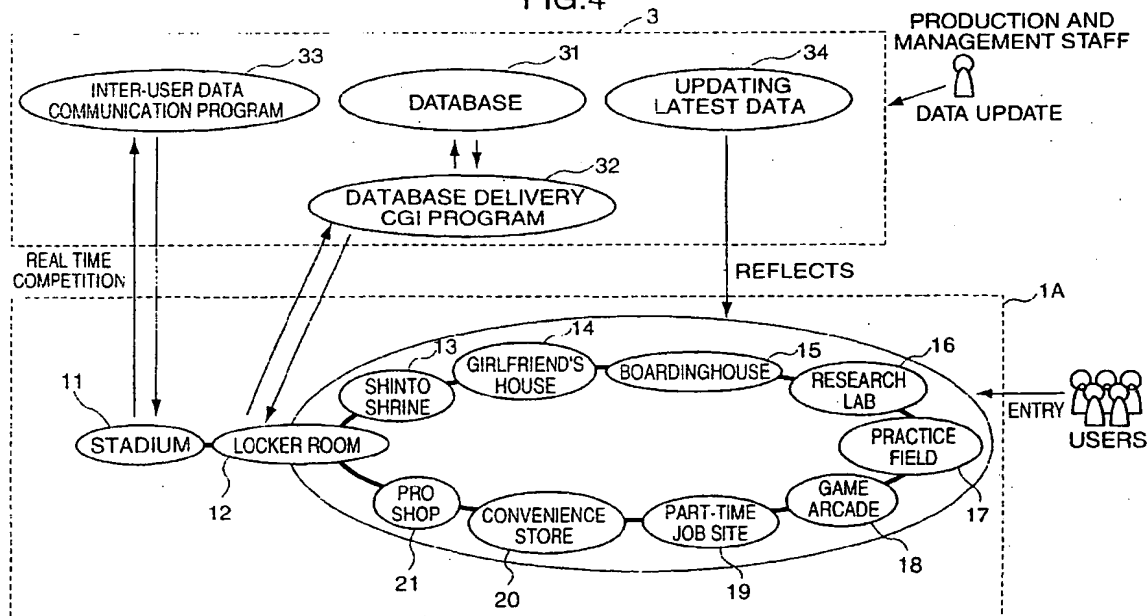 FIG.4
3
PRODUCTION AND
MANAGEMENT STAFF
33
31
34
INTER-USER DATA
COMMUNICATION PROGRAM
DATABASE
UPDATING
LATEST DATA
DATA UPDATE
32
DATABASE DELIVERY
CGI PROGRAM
REAL TIME
COMPETITION
REFLECTS
1A
13
14
15
16
SHINTO
SHRINE
GIRLFRIEND'S
HOUSE
BOARDINGHOUSE
RESEARCH
LAB
ENTRY
USERS
11
STADIUM
LOCKER ROOM
PRACTICE
FIELD
12
PRO
SHOP
CONVENIENCE
STORE
PART-TIME
JOB SITE
GAME
ARCADE
17
18
21
20
19